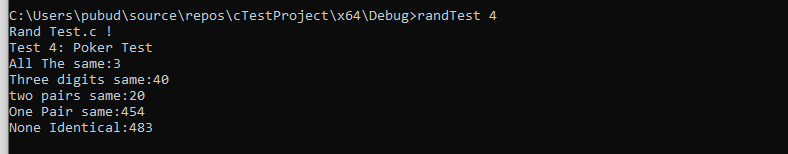 C:\Users\pubud\source\repos\cTestProject\x64\Debug>randTest 4
Rand Test.c !
Test 4: Poker Test
All The same:3
Three digits same:40
two pairs same:20
One Pair same:454
None Identical:483